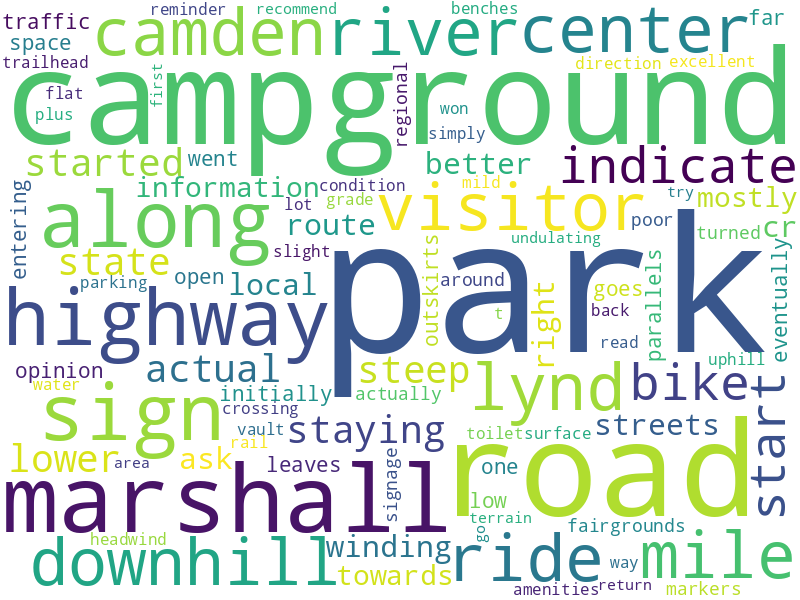 traffic reminder recommend benches far
space camden river center
trailhead first regional direction excellent
campground
flat plus won simply
started went better indicate
entering information condition mild try mostly
along lot grade visitor poor turned cr
route slight undulating
state open local outskirts around right goes parallels eventually
parking t back
highway park read
opinion actual steep uphill
water initially actually lynd bike start
sign crossing
vault staying toilet surface streets
lower area ask rail leaves signage one road
marshall low
terrain go fairgrounds
headwind winding ride mile
downhill towards way
amenities return markers